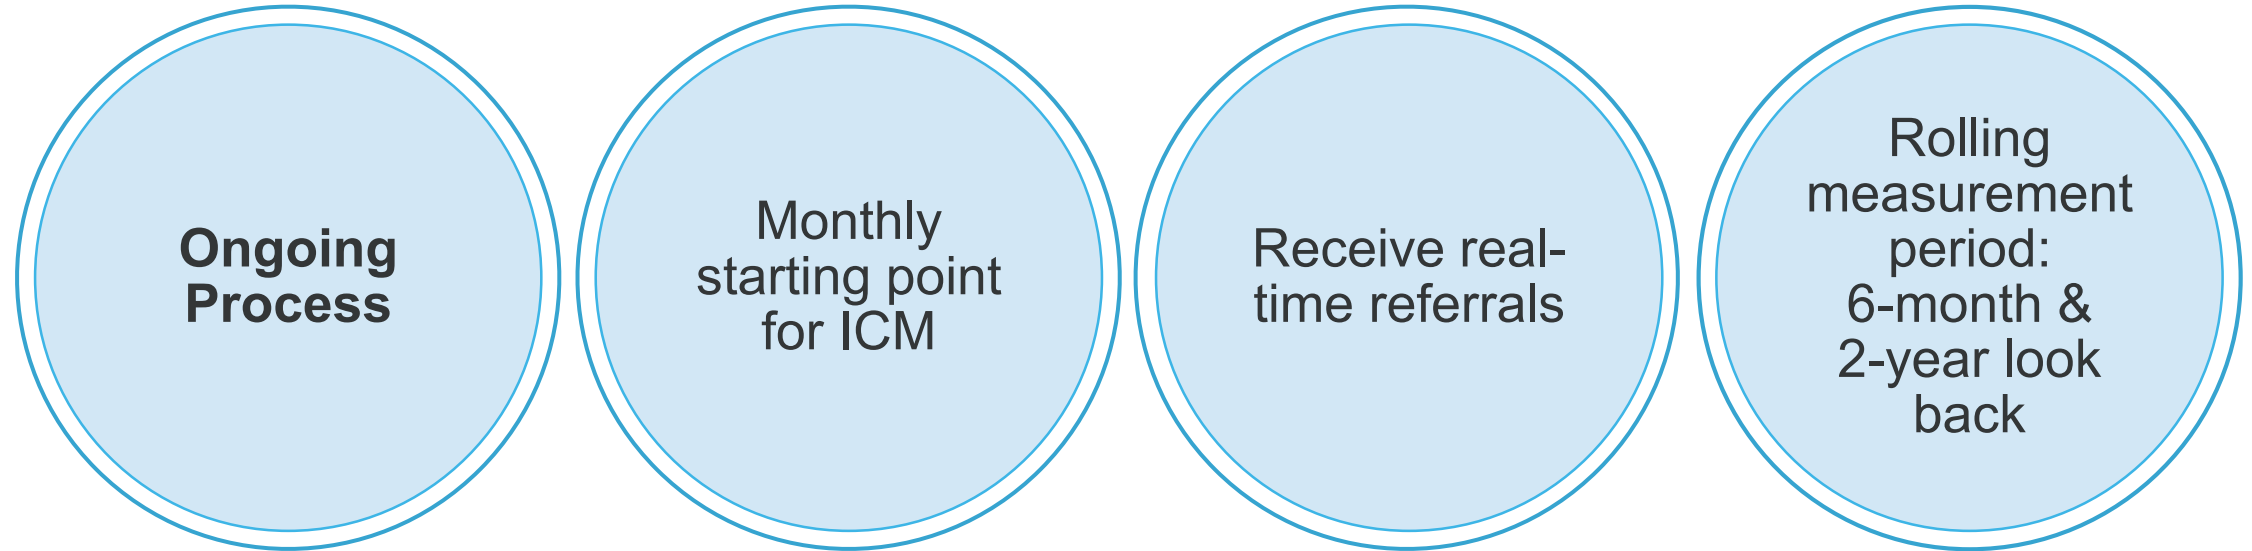 Ongoing
Process
Monthly
starting point
for ICM
Receive real-
time referrals
Rolling
measurement
period:
6-month &
2-year look
back